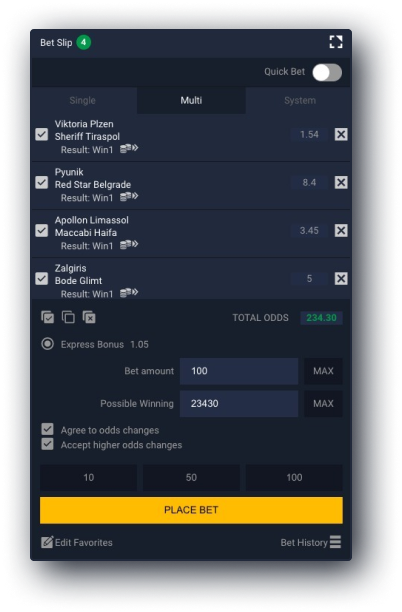 Bet Slip 4
Quick Bet
Single Multi System
Viktoria Plzen
Sheriff Tiraspol 1.54
Result: Win1
Pyunik
Red Star Belgrade 8.4
Result: Win1
Apollon Limassol
Maccabi Haifa 3.45
Result: Win1
Zalgiris
Bode Glimt 5
Result: Win1
TOTAL ODDS 234.30
Express Bonus 1.05
Bet amount 100 MAX
Possible Winning 23430 MAX
Agree to odds changes
Accept higher odds changes
10 50 100
PLACE BET
Edit Favorites Bet History